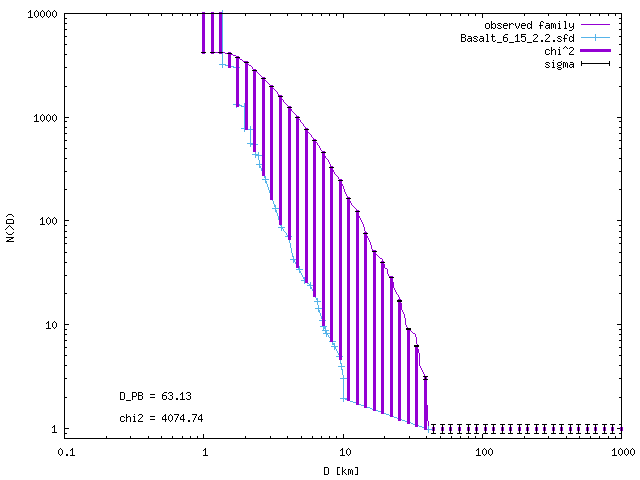 10000
1000
100
10
1
N(>D)
observed family
Basalt_6_15_2.2.sfd
chi^2
sigma
D_PB = 63.13
chi2 = 4074.74
0.1 1 10 100 1000
D [km]